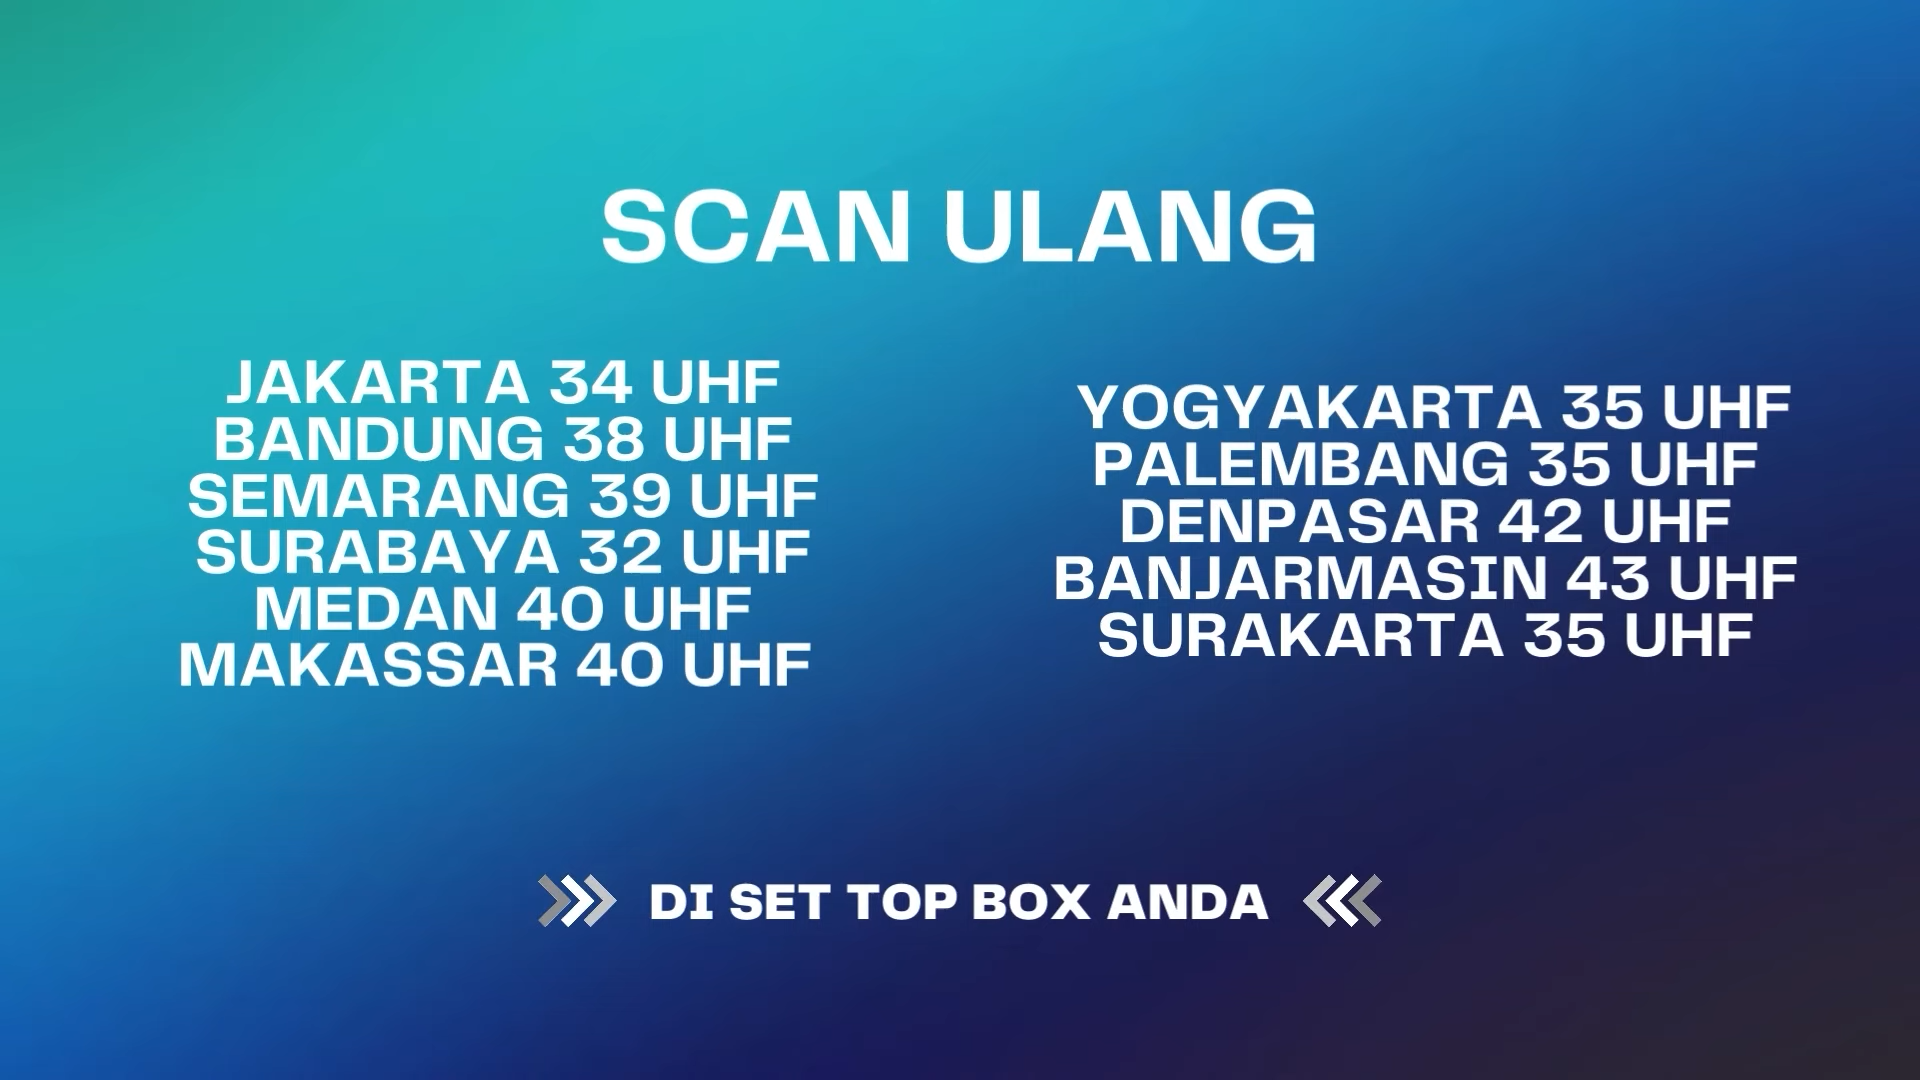 SCAN ULANG
JAKARTA 34 UHF
BANDUNG 38 UHF
SEMARANG 39 UHF
SURABAYA 32 UHF
MEDAN 40 UHF
MAKASSAR 40 UHF
YOGYAKARTA 35 UHF
PALEMBANG 35 UHF
DENPASAR 42 UHF
BANJARMASIN 43 UHF
SURAKARTA 35 UHF
DI SET TOP BOX ANDA